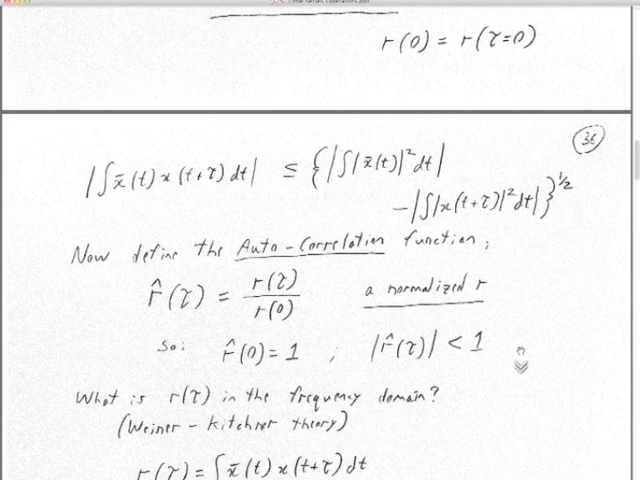 r(0) = r(τ=0)
36
|∫x̄(t) x(t+τ) dt| ≤ {|∫|x̄(t)|² dt|
-|∫|x(t+τ)|² dt|}^1/2
Now define the Auto-Correlation function;
r̂(τ) = r(τ)/r(0) a normalized r
so: r̂(0) = 1 ; |r̂(τ)| < 1
What is r(τ) in the frequency domain?
(Weiner - Kitchner theory)
r(τ) = ∫x̄(t) x(t+τ) dt